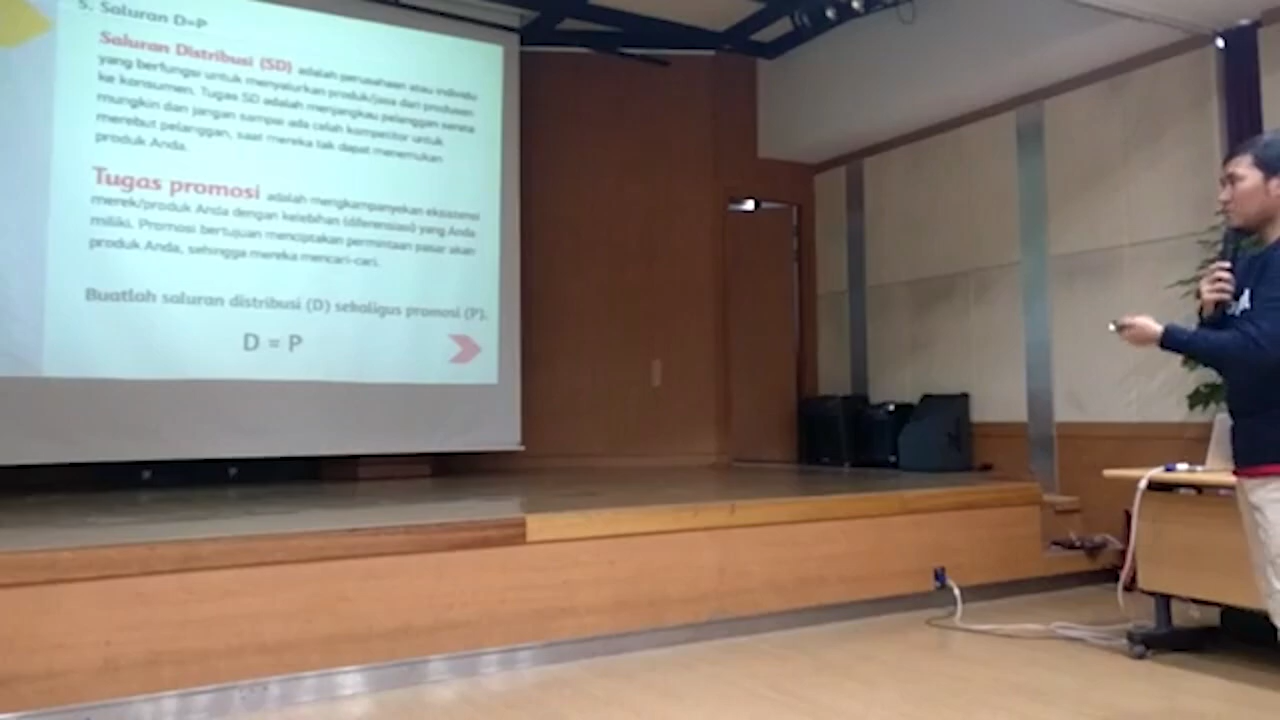 5. Saluran D=P
Saluran Distribusi (SD) adalah perusahaan atau individu
yang berfungsi untuk menyalurkan produk/jasa dari produsen
ke konsumen. Tugas SD adalah menjangkau pelanggan
mungkin dan jangan sampai ada celah kompetitor untuk
merebut pelanggan, saat mereka tak dapat menemukan
produk Anda.
Tugas promosi adalah mengkampanyekan eksistensi
merek/produk Anda dengan kelebihan (diferensiasi) yang Anda
miliki. Promosi bertujuan menciptakan permintaan pasar akan
produk Anda, sehingga mereka mencari-cari.
Buatlah saluran distribusi (D) sekaligus promosi (P).
D = P